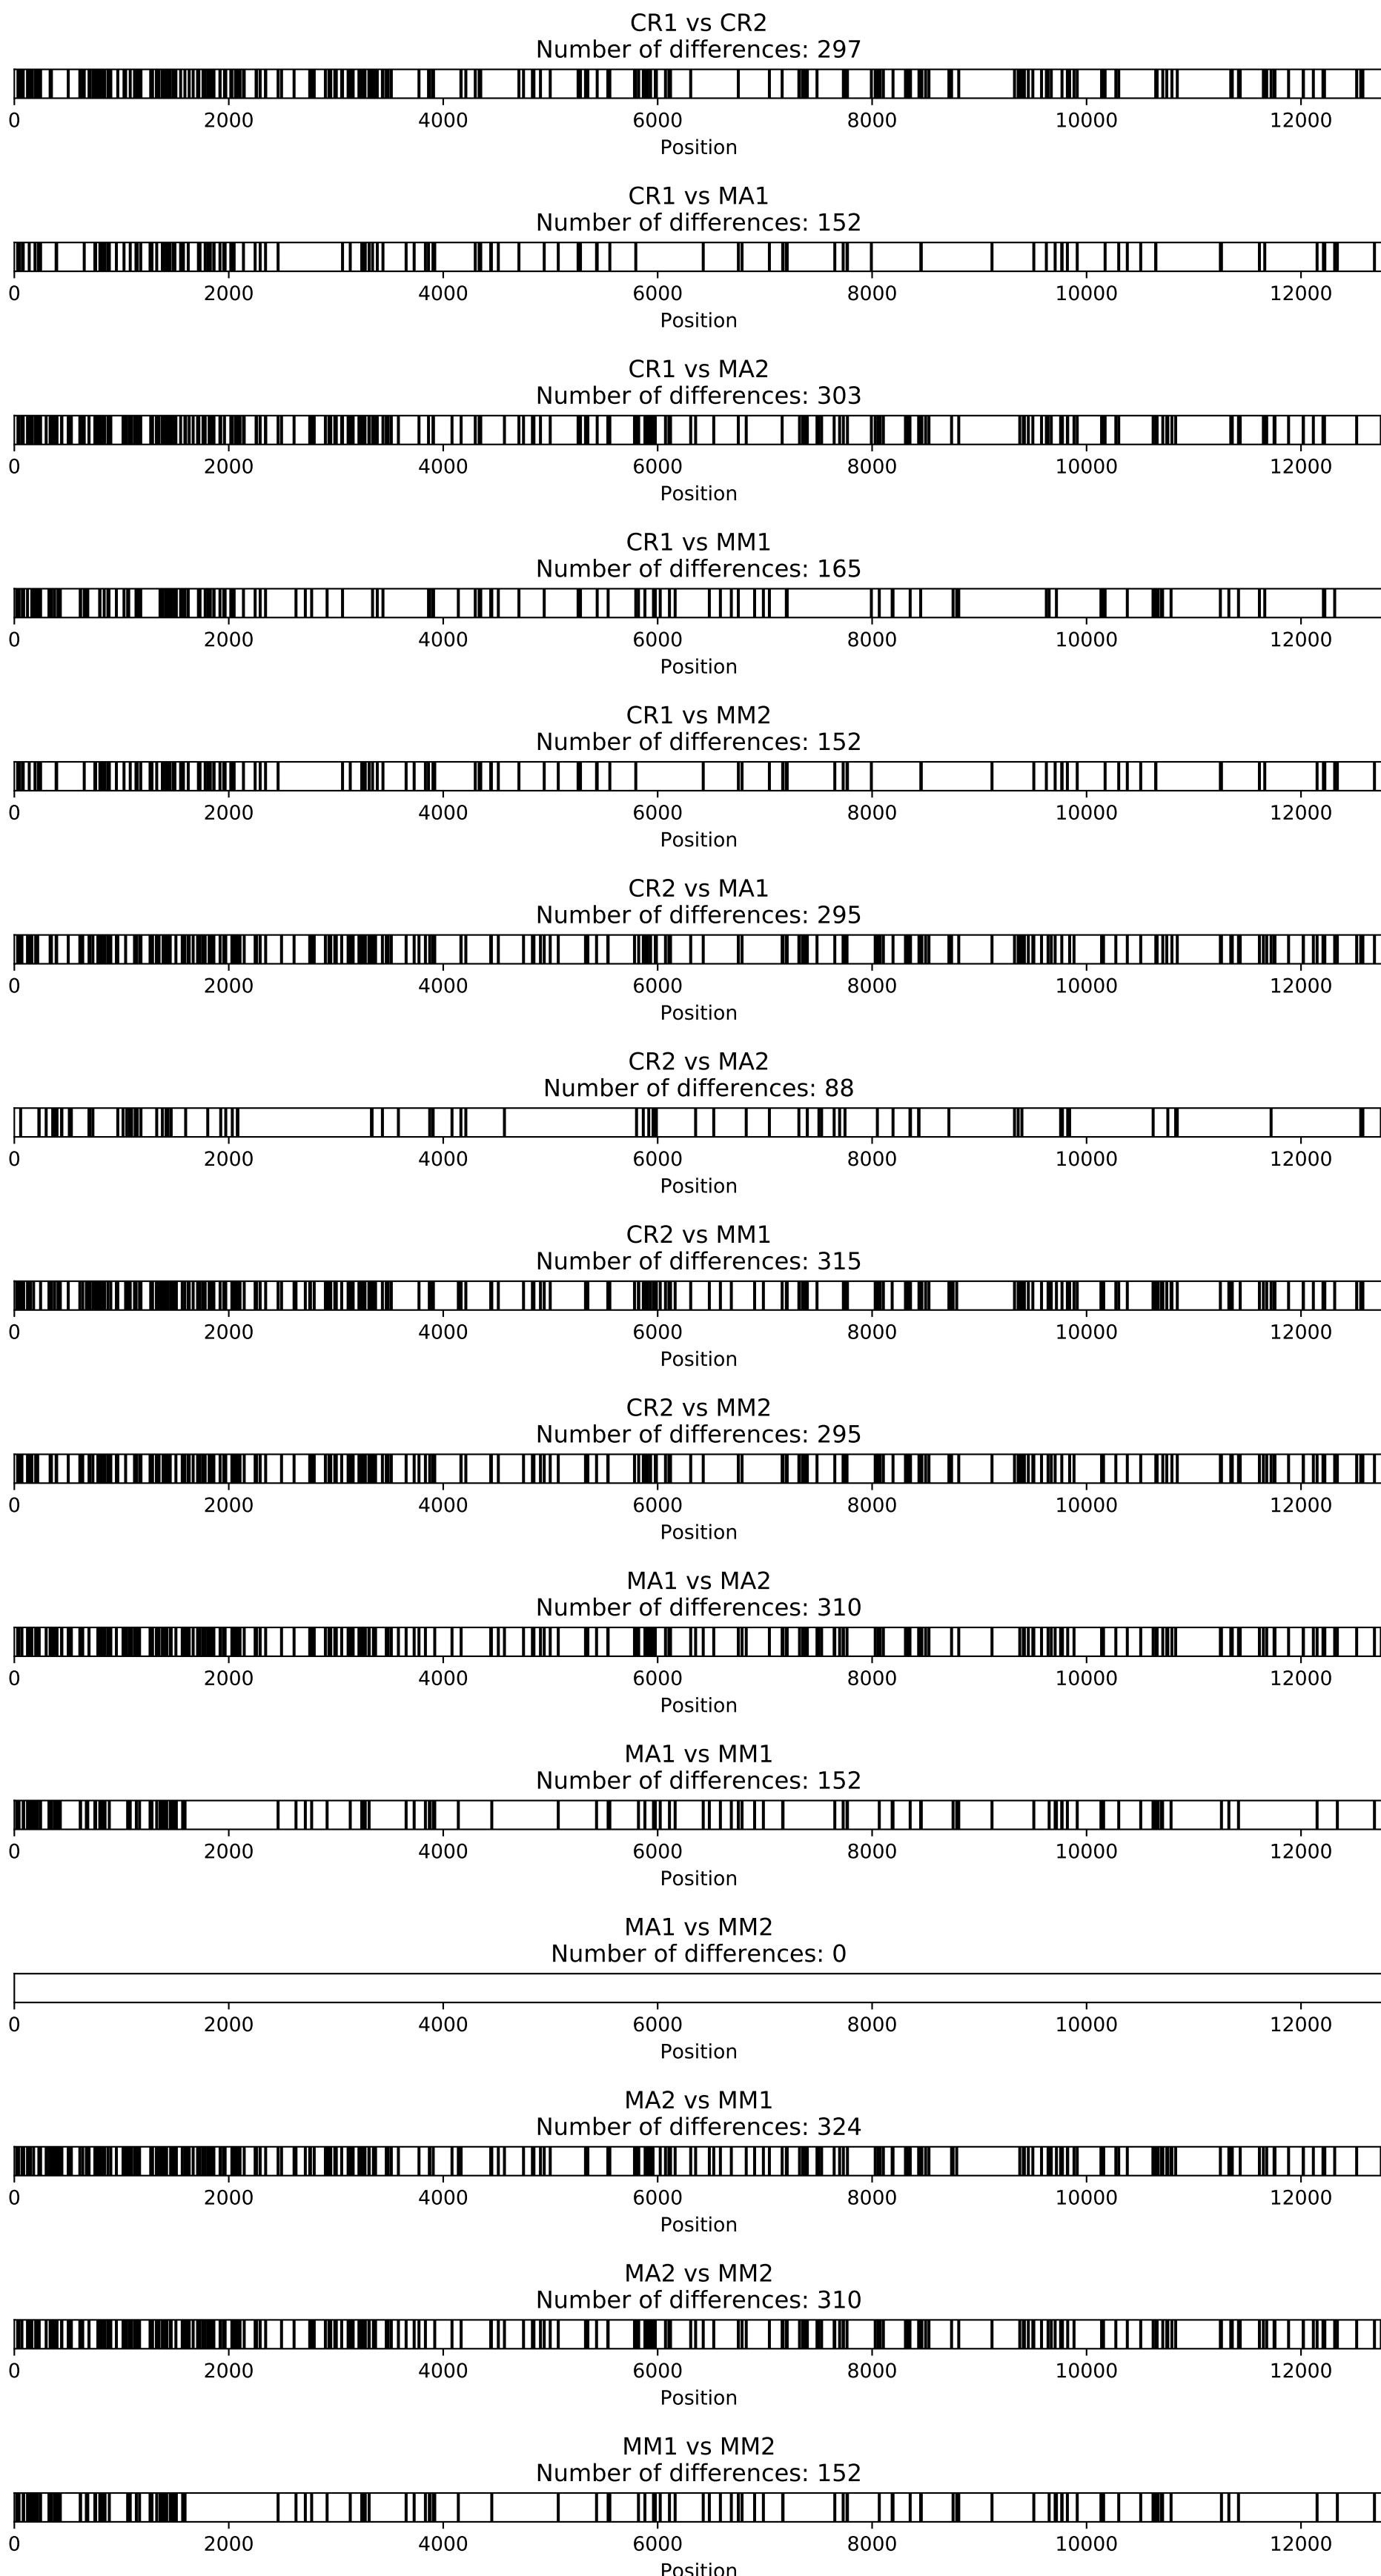 CR1 vs CR2
Number of differences: 297
0 2000 4000 6000 8000 10000 12000
Position
CR1 vs MA1
Number of differences: 152
0 2000 4000 6000 8000 10000 12000
Position
CR1 vs MA2
Number of differences: 303
0 2000 4000 6000 8000 10000 12000
Position
CR1 vs MM1
Number of differences: 165
0 2000 4000 6000 8000 10000 12000
Position
CR1 vs MM2
Number of differences: 152
0 2000 4000 6000 8000 10000 12000
Position
CR2 vs MA1
Number of differences: 295
0 2000 4000 6000 8000 10000 12000
Position
CR2 vs MA2
Number of differences: 88
0 2000 4000 6000 8000 10000 12000
Position
CR2 vs MM1
Number of differences: 315
0 2000 4000 6000 8000 10000 12000
Position
CR2 vs MM2
Number of differences: 295
0 2000 4000 6000 8000 10000 12000
Position
MA1 vs MA2
Number of differences: 310
0 2000 4000 6000 8000 10000 12000
Position
MA1 vs MM1
Number of differences: 152
0 2000 4000 6000 8000 10000 12000
Position
MA1 vs MM2
Number of differences: 0
0 2000 4000 6000 8000 10000 12000
Position
MA2 vs MM1
Number of differences: 324
0 2000 4000 6000 8000 10000 12000
Position
MA2 vs MM2
Number of differences: 310
0 2000 4000 6000 8000 10000 12000
Position
MM1 vs MM2
Number of differences: 152
0 2000 4000 6000 8000 10000 12000
Position